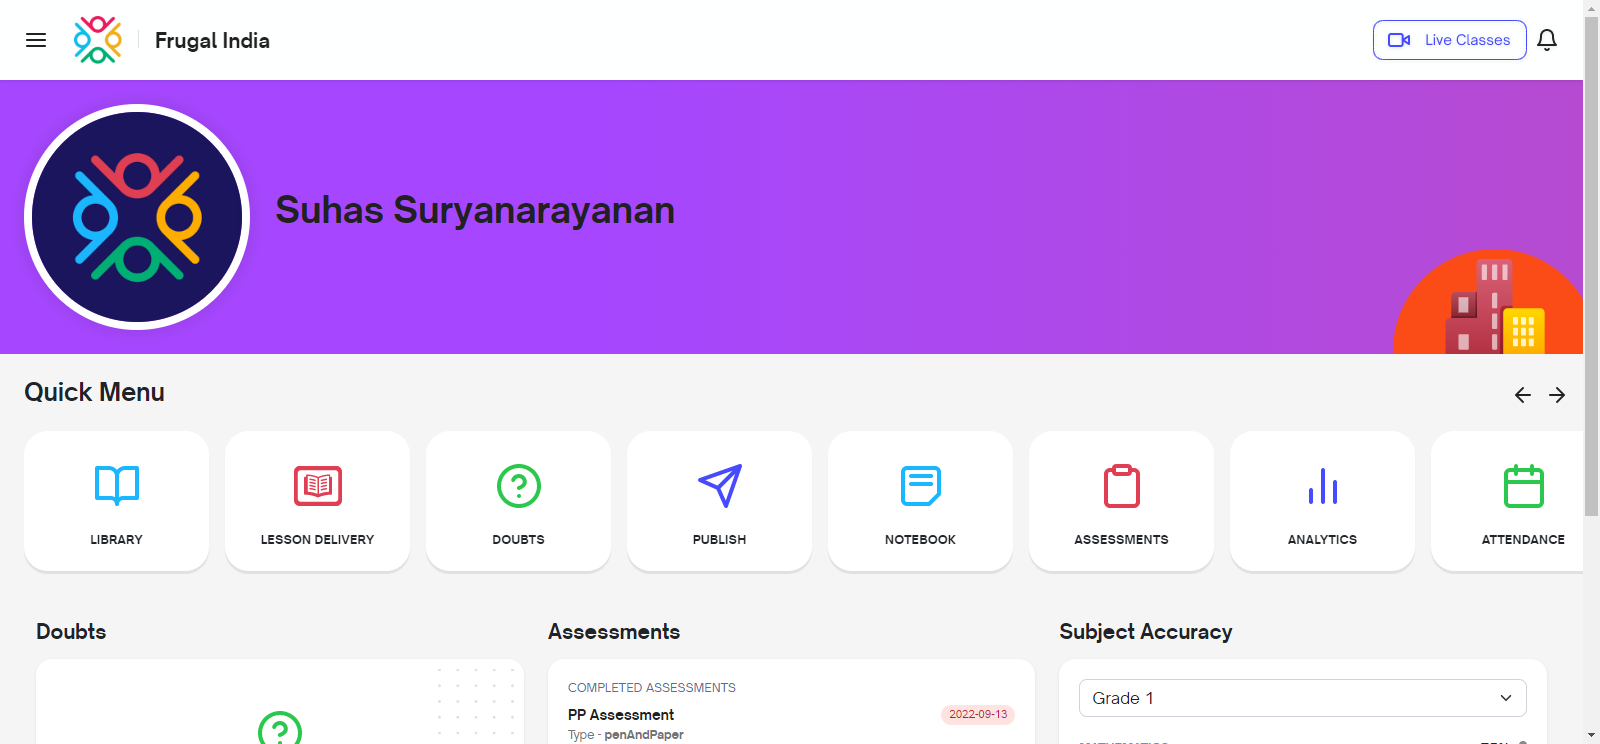 Frugal India
Live Classes
Suhas Suryanarayanan
Quick Menu
LIBRARY
LESSON DELIVERY
DOUBTS
PUBLISH
NOTEBOOK
ASSESSMENTS
ANALYTICS
ATTENDANCE
Doubts
Assessments
COMPLETED ASSESSMENTS
PP Assessment
2022-09-13
Type - penAndPaper
Subject Accuracy
Grade 1